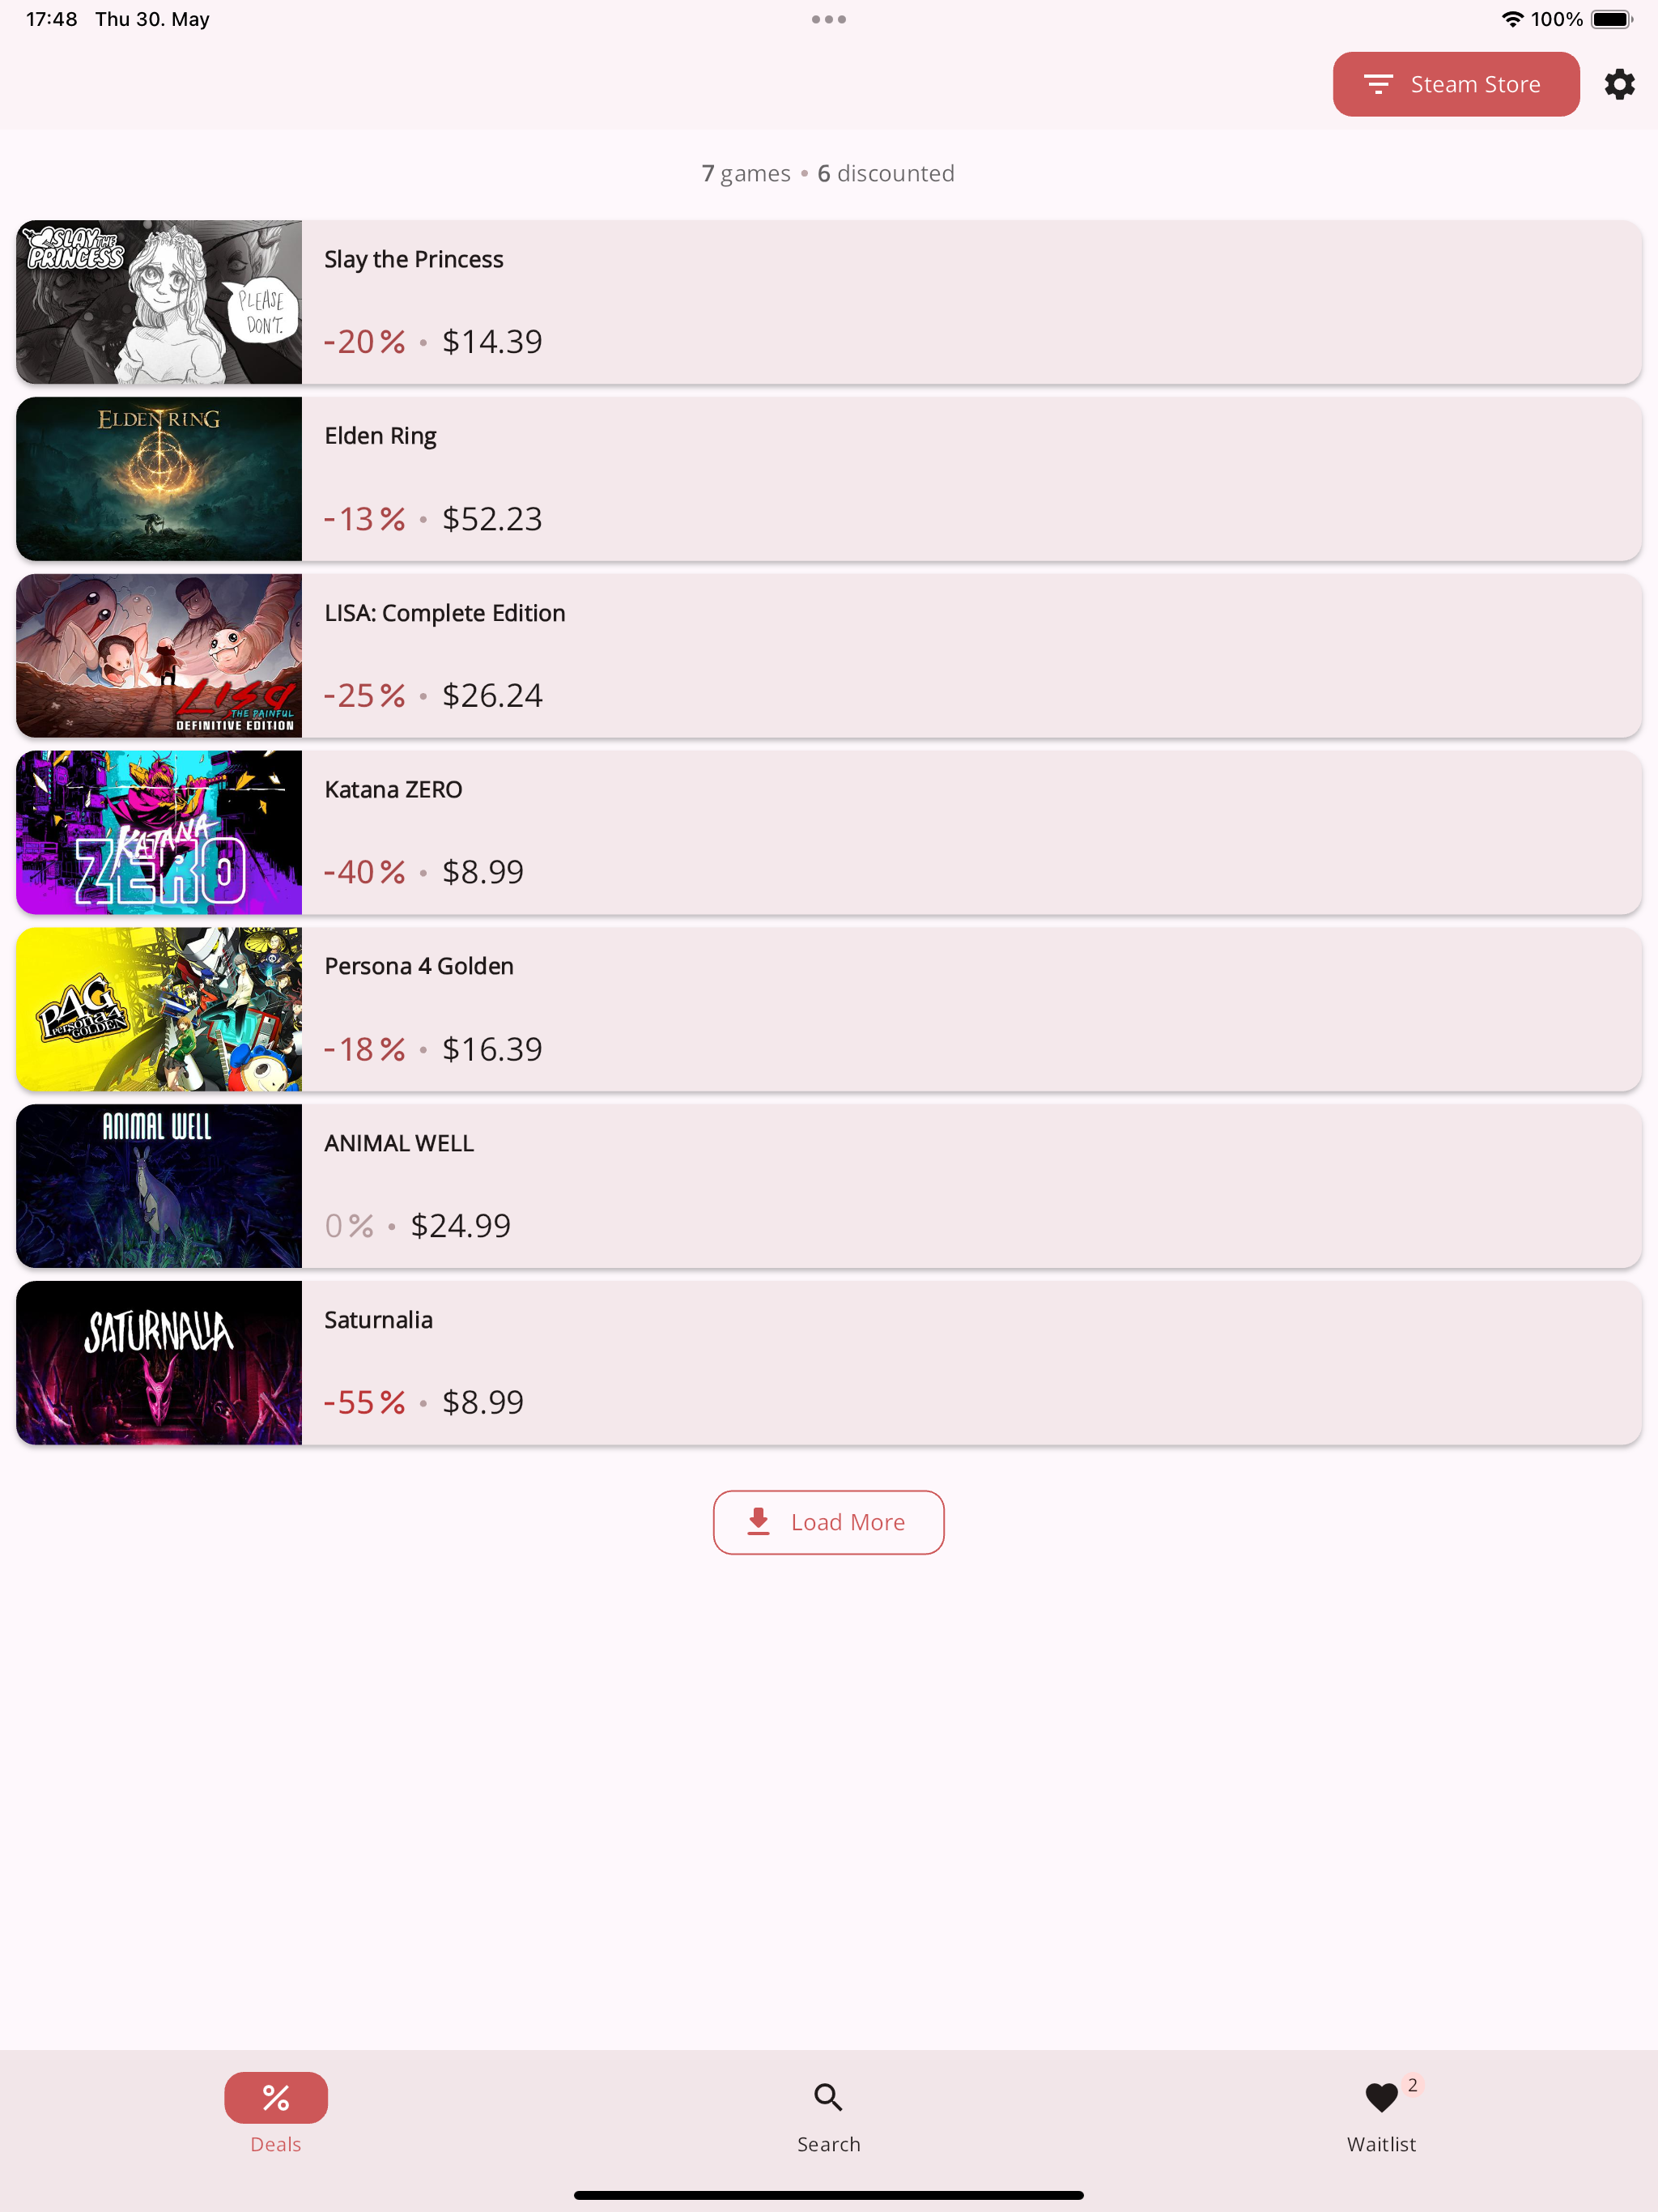 17:48 Thu 30. May
100%
Steam Store
7 games • 6 discounted
SLAY THE
PRINCESS
PLEASE
DON'T.
Slay the Princess
-20% • $14.39
ELDEN RING
Elden Ring
-13% • $52.23
LISA
THE PAINFUL
DEFINITIVE EDITION
LISA: Complete Edition
-25% • $26.24
KATANA
ZERO
Katana ZERO
-40% • $8.99
P4G
Persona4
GOLDEN
Persona 4 Golden
-18% • $16.39
ANIMAL WELL
ANIMAL WELL
0% • $24.99
SATURNALIA
Saturnalia
-55% • $8.99
Load More
2
Deals
Search
Waitlist